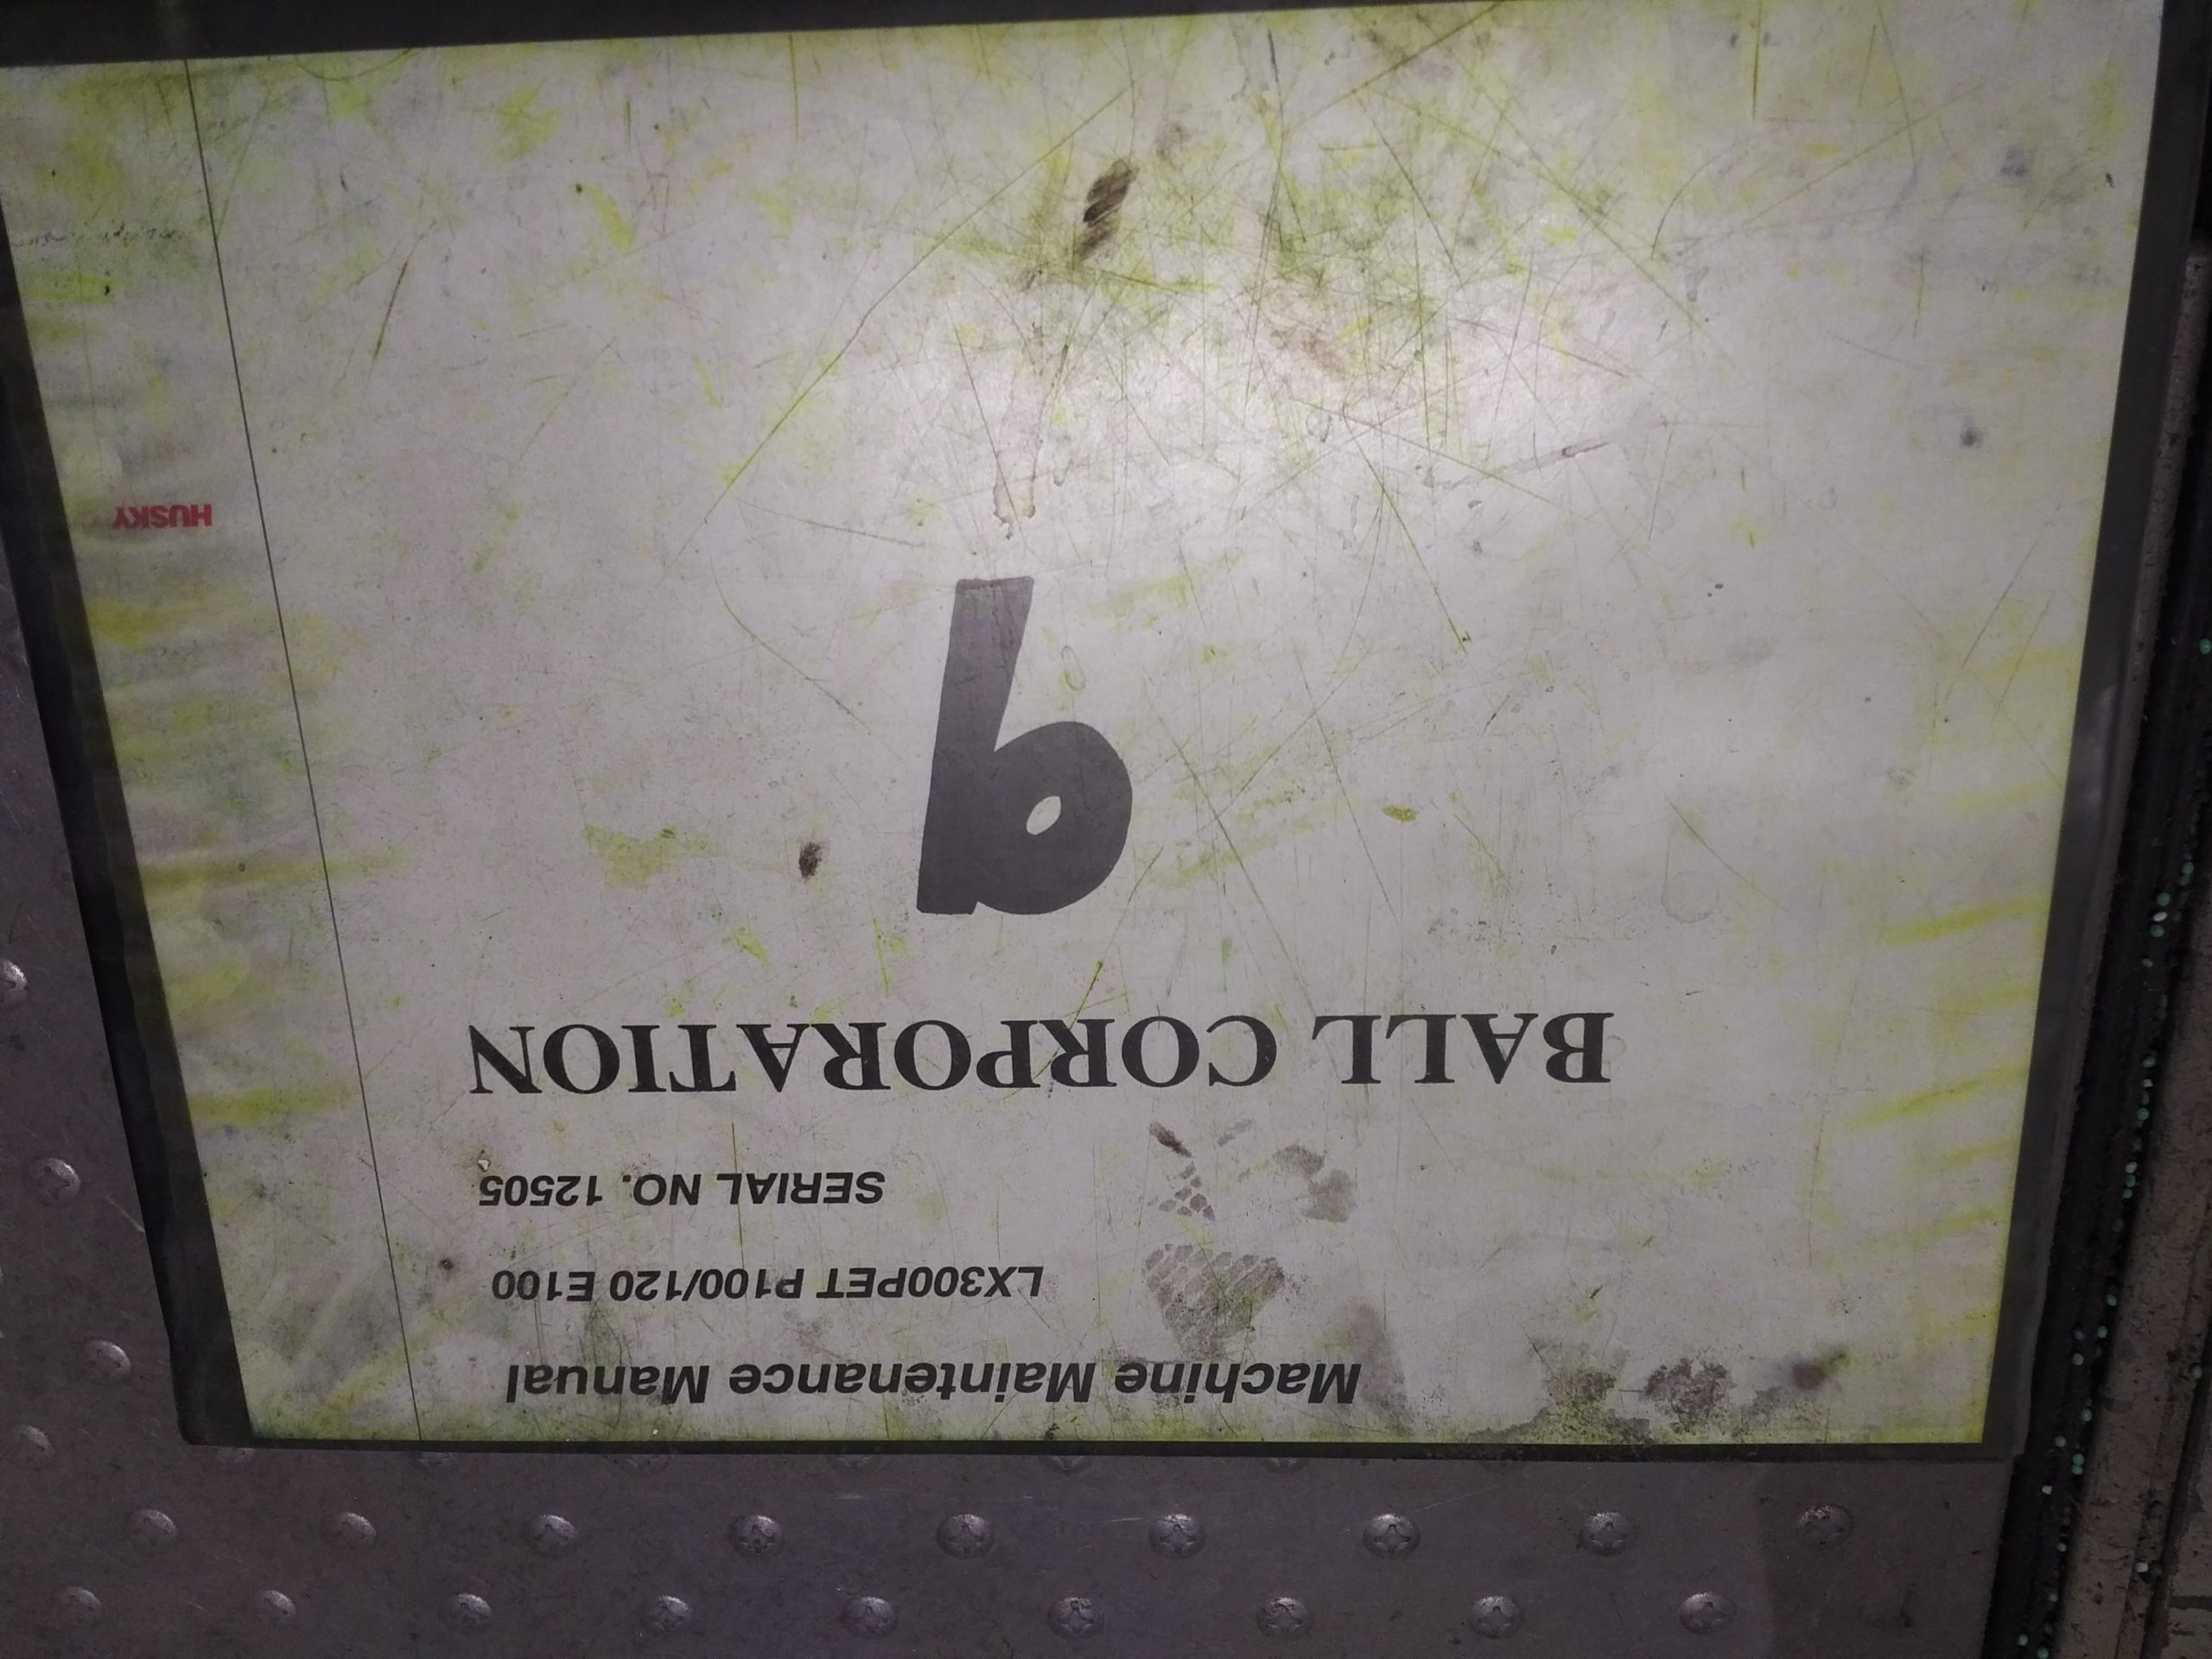 Machine Maintenance Manual
LX300PET P100/120 E100
SERIAL NO. 12505
BALL CORPORATION
9
HUSKY